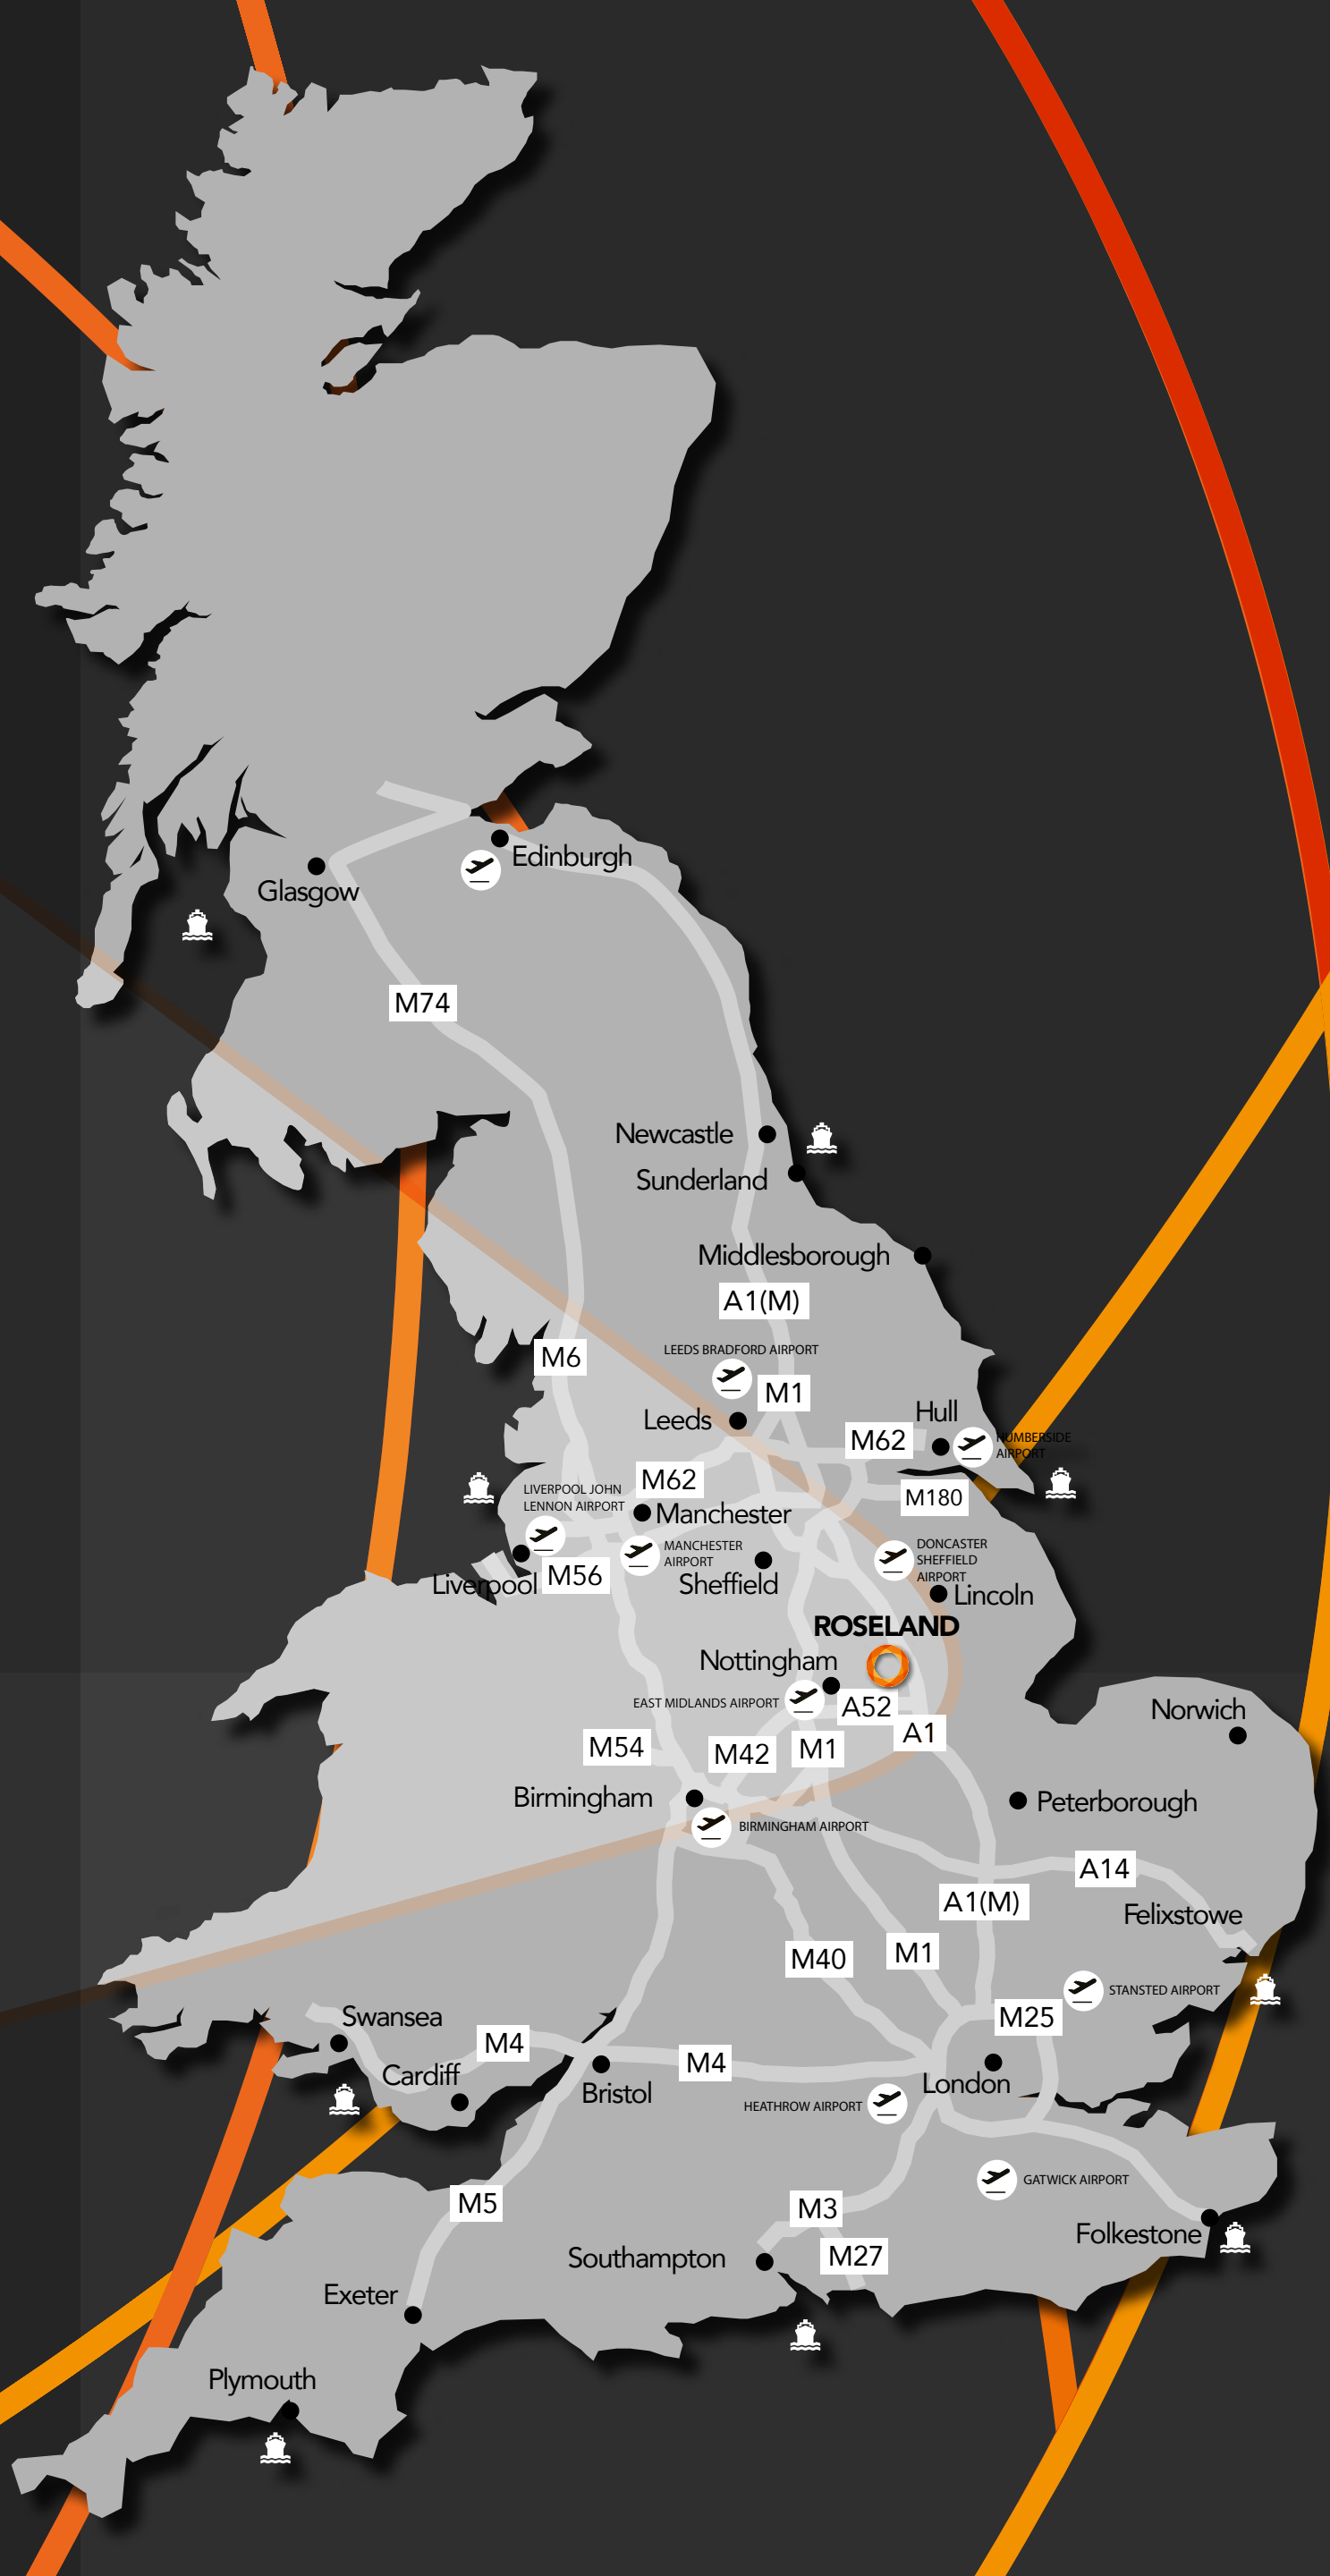 Edinburgh
Glasgow
M74
Newcastle
Sunderland
Middlesborough
A1(M)
LEEDS BRADFORD AIRPORT
M6
M1
Leeds
Hull
M62
HUMBERSIDE
AIRPORT
M62
LIVERPOOL JOHN
LENNON AIRPORT
M180
Manchester
MANCHESTER
AIRPORT
DONCASTER
SHEFFIELD
AIRPORT
Liverpool
M56
Sheffield
Lincoln
ROSELAND
Nottingham
EAST MIDLANDS AIRPORT
A52
Norwich
A1
M54
M42
M1
Birmingham
Peterborough
BIRMINGHAM AIRPORT
A14
A1(M)
Felixstowe
M40
M1
STANSTED AIRPORT
Swansea
M25
M4
M4
Cardiff
Bristol
London
HEATHROW AIRPORT
GATWICK AIRPORT
M5
M3
Folkestone
Southampton
M27
Exeter
Plymouth